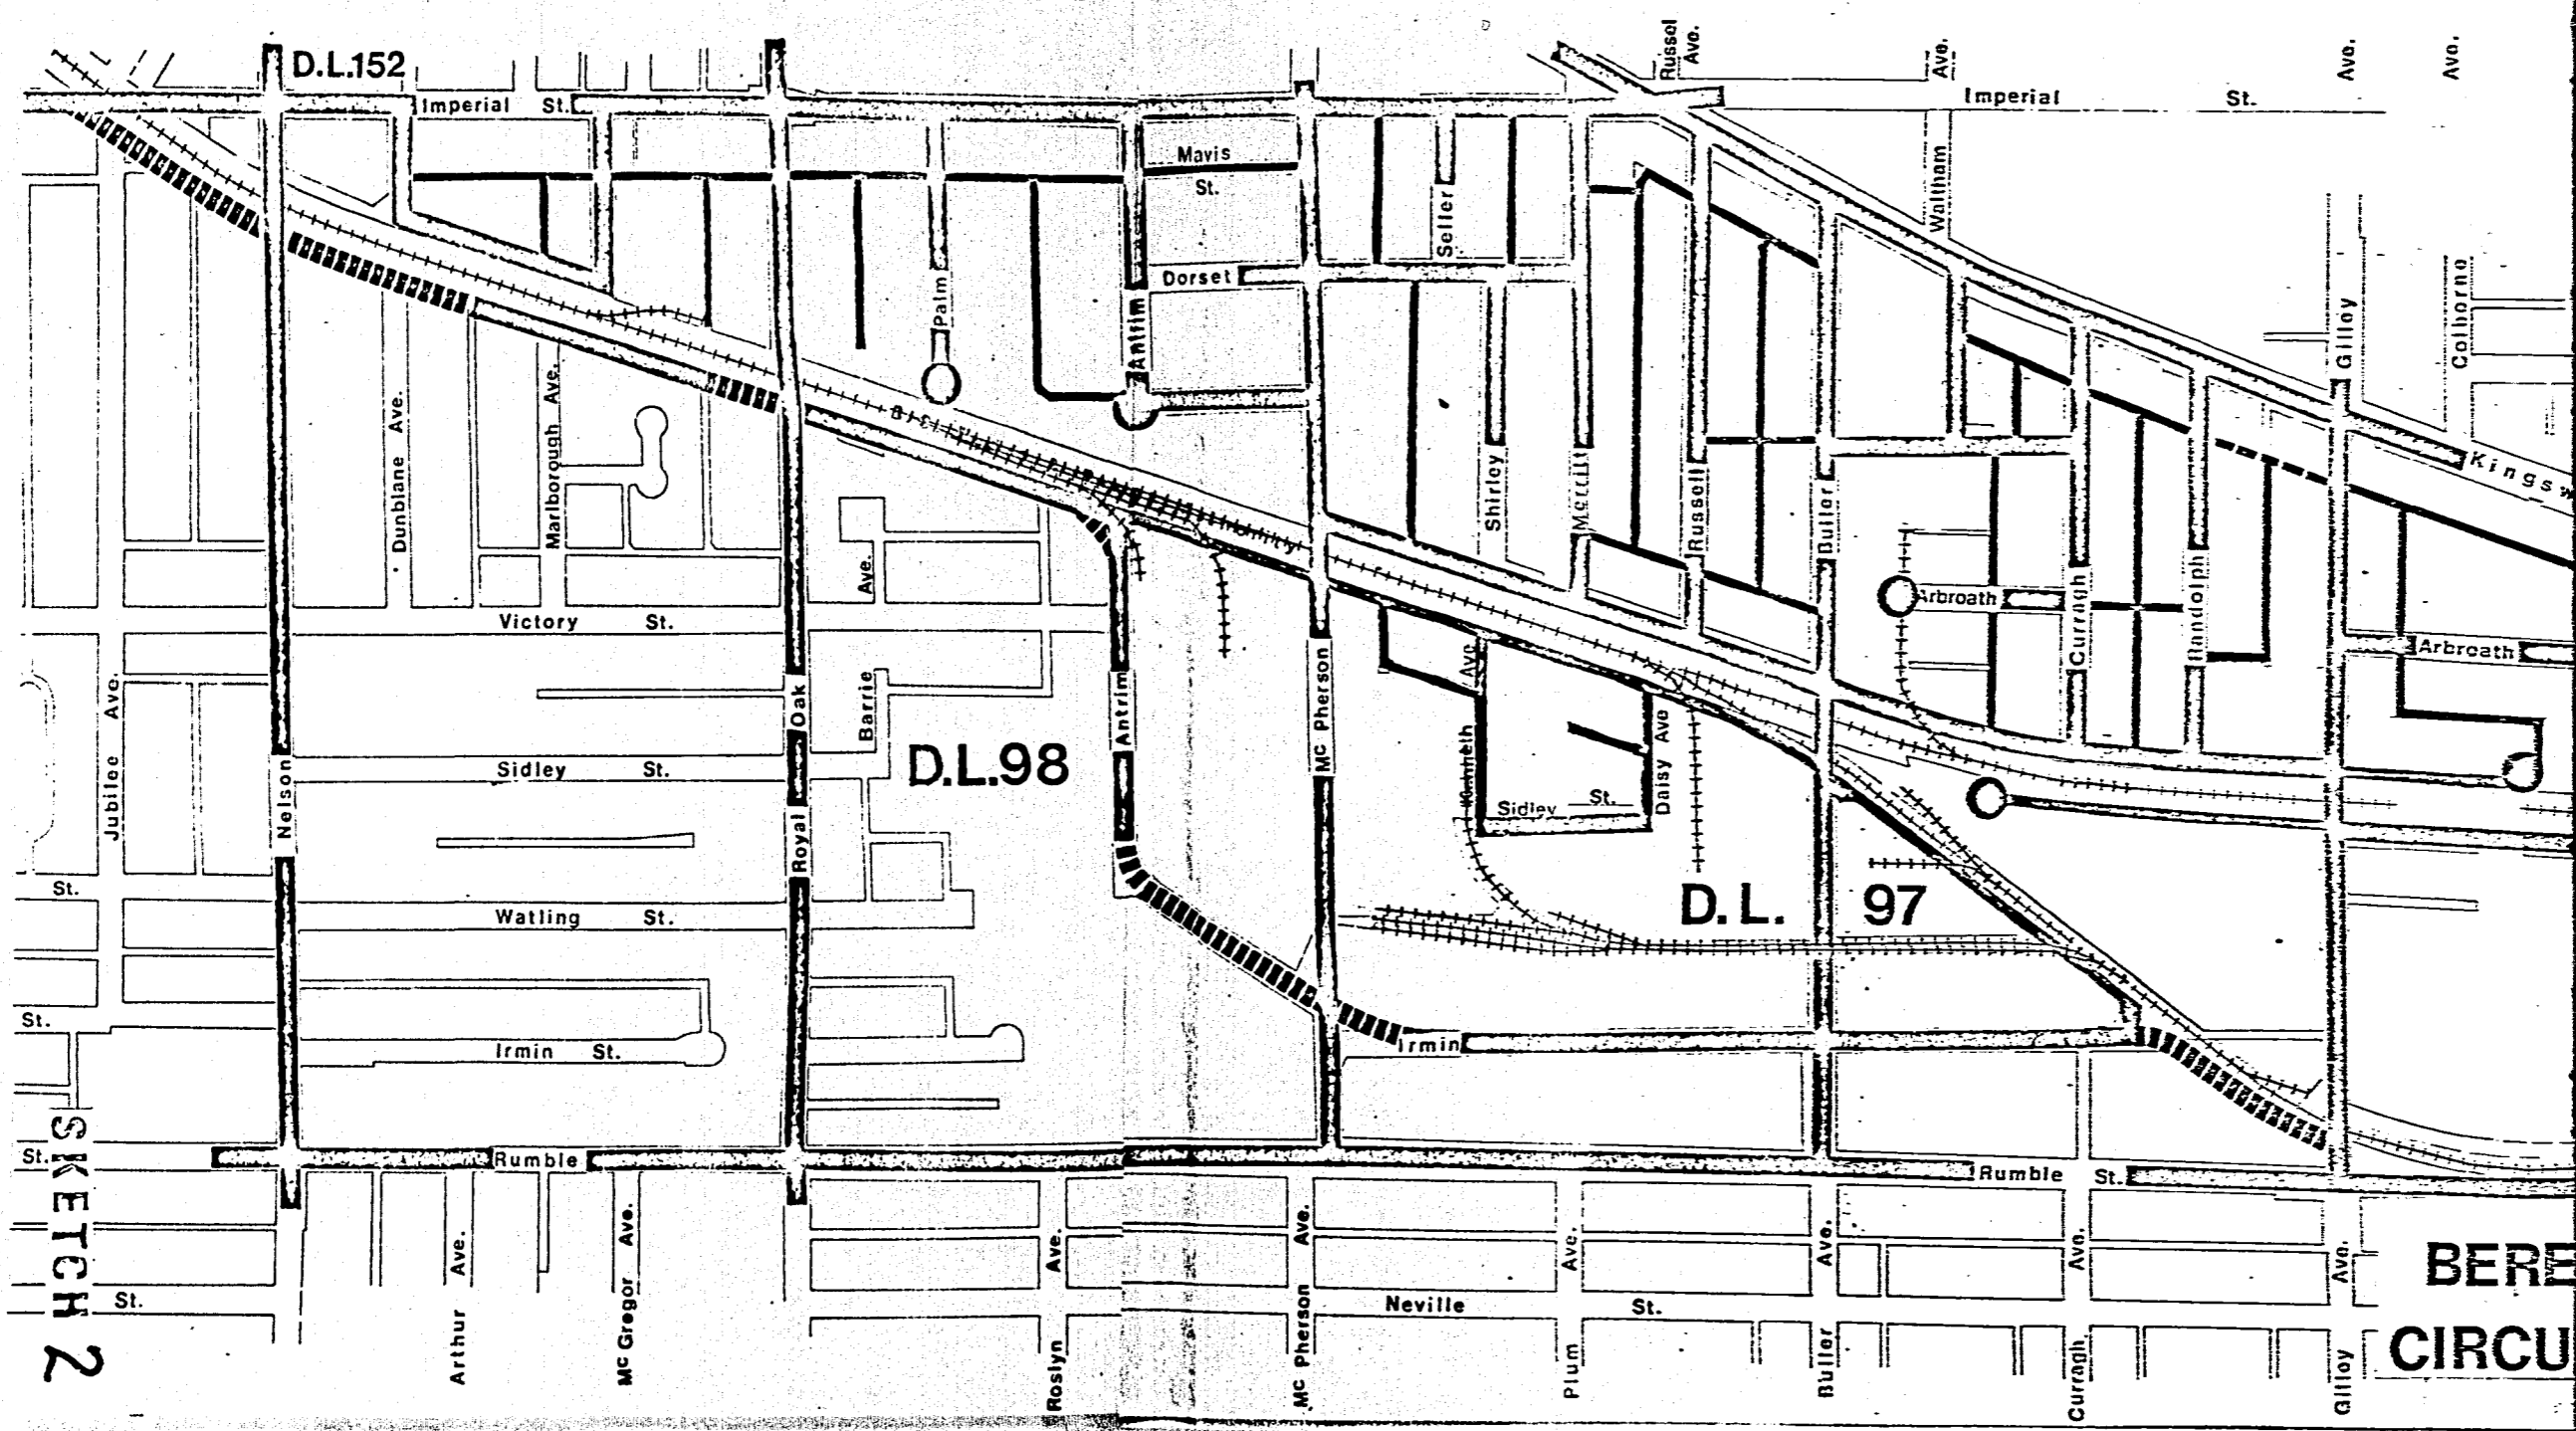 Russel
Ave.
Ave.
Ave.
Ave.
D.L.152
Imperial St.
Imperial St.
Mavis
St.
Waltham
Seller
Dorset
Palm
Antrim
Gilley
Colborne
Dunblane Ave.
Marlborough Ave.
Shirley
Merritt
Russell
Buller
Kingsw
Ave.
Arbroath
Curragh
Randolph
Arbroath
Victory St.
Jubilee Ave.
Nelson
Royal Oak
Barrie
Antrim
Mc Pherson
Ave
Daisy Ave
D.L.98
Sidley St.
Sidley St.
St.
Watling St.
D.L. 97
St.
Irmin St.
Irmin
St.
Rumble
Rumble St.
SKETCH 2
St.
Arthur Ave.
Mc Gregor Ave.
Roslyn Ave.
Mc Pherson Ave.
Neville St.
Plum Ave.
Buller Ave.
Curragh Ave.
Gilley Ave.
BERE
CIRCU